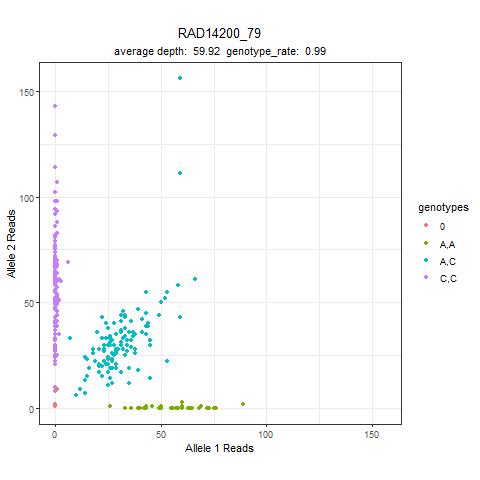 RAD14200_79
average depth: 59.92 genotype_rate: 0.99
150
100
50
0
0
50
100
150
Allele 2 Reads
Allele 1 Reads
genotypes
0
A,A
A,C
C,C